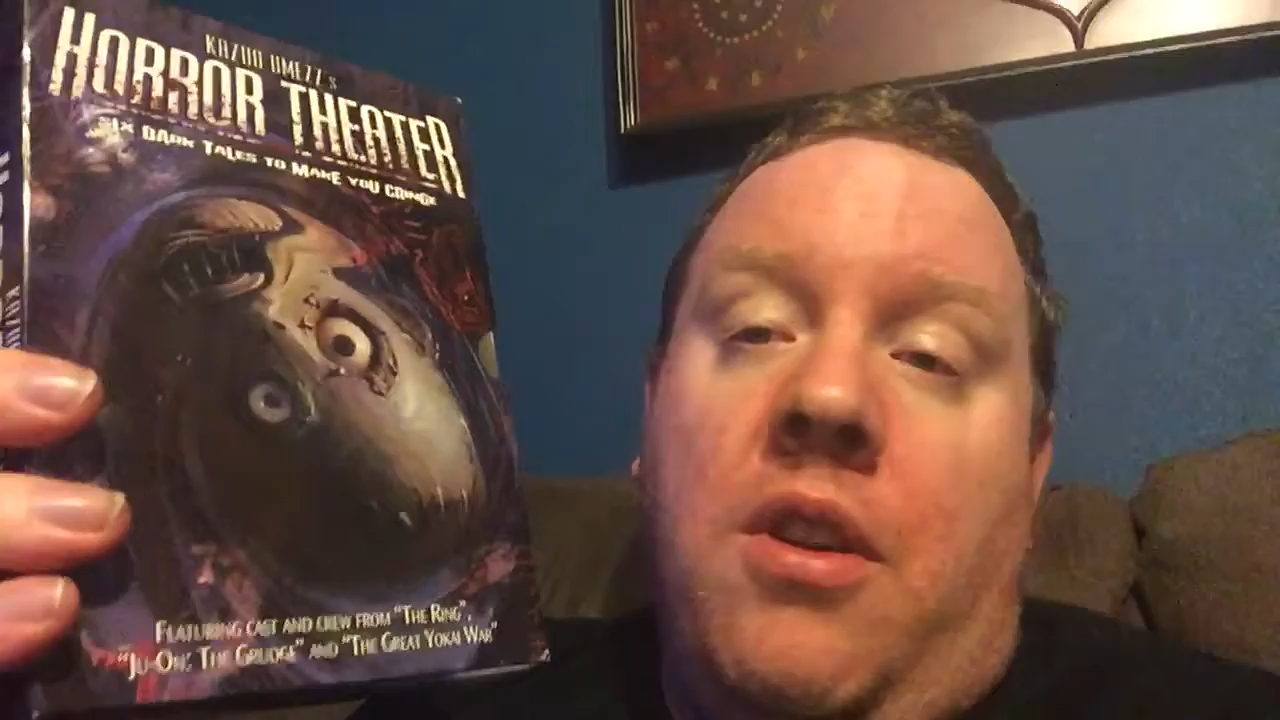 KAZUO UMEZZ's
HORROR THEATER
SIX DARK TALES TO MAKE YOU CRINGE
FEATURING CAST AND CREW FROM "THE RING",
"JU-ON: THE GRUDGE" AND "THE GREAT YOKAI WAR"